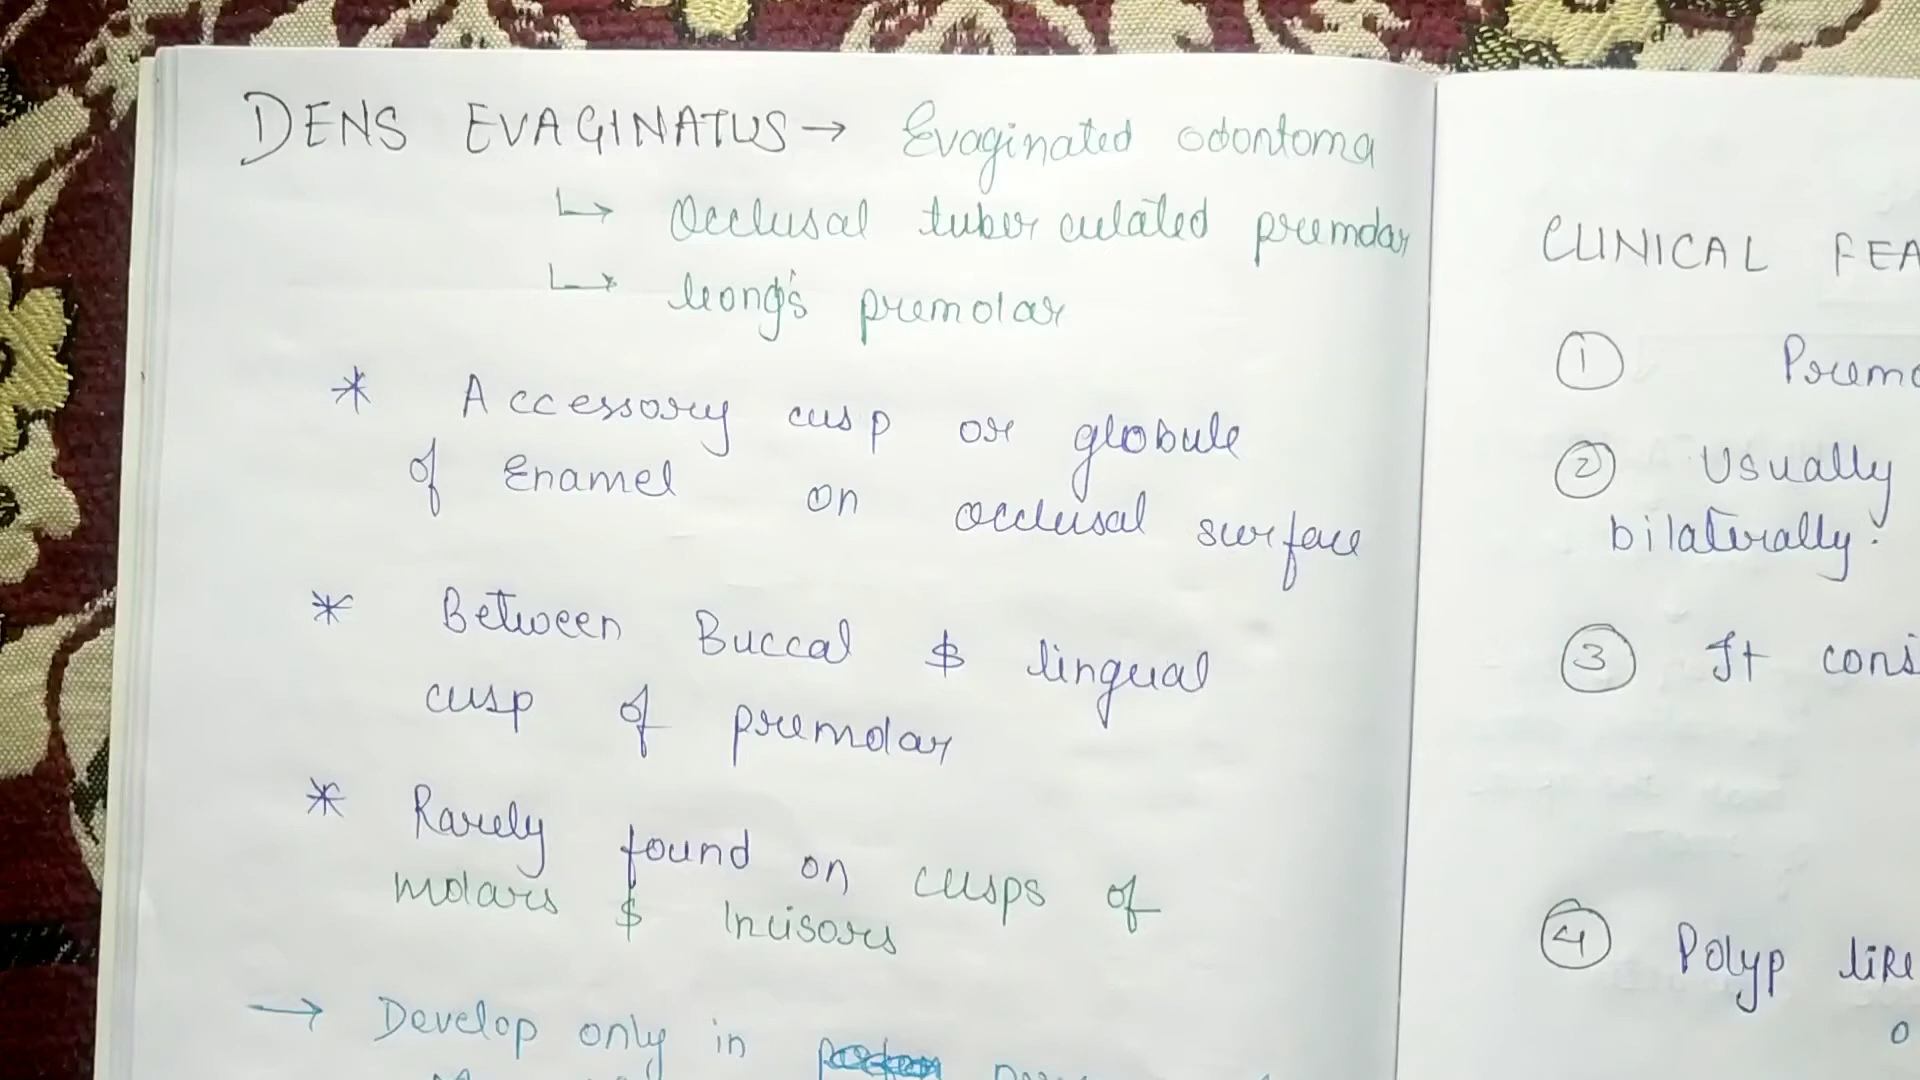 DENS EVAGINATUS → Evaginated odontoma
↳ Occlusal tuberculated premolar
↳ leong's premolar
* Accessory cusp or globule
of Enamel on occlusal surface
* Between Buccal $ lingual
cusp of premolar
* Rarely found on cusps of
molars $ Incisors
→ Develop only in
CLINICAL FEA
① Premo
② Usually
bilaterally.
③ It consi
④ Polyp like